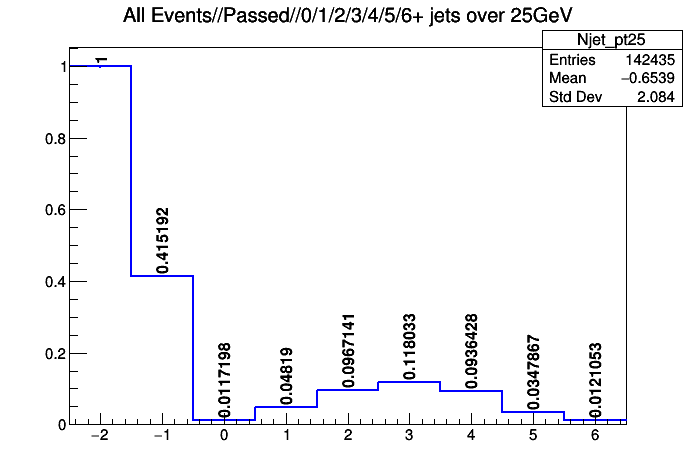 All Events//Passed//0/1/2/3/4/5/6+ jets over 25GeV
Njet_pt25
Entries 142435
Mean −0.6539
Std Dev 2.084
1
0.8
0.6
0.4
0.2
0
1
0.415192
0.0117198
0.04819
0.0967141
0.118033
0.0936428
0.0347867
0.0121053
−2 −1 0 1 2 3 4 5 6